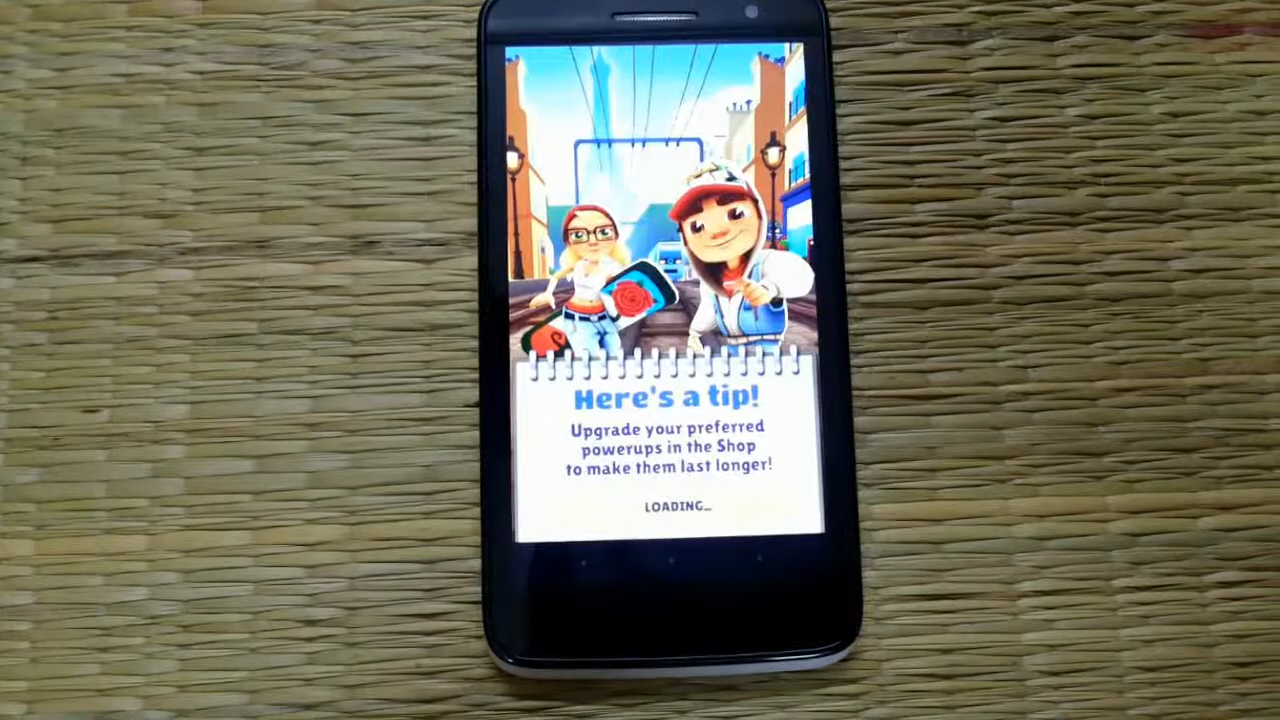 Here's a tip!
Upgrade your preferred
powerups in the Shop
to make them last longer!
LOADING...